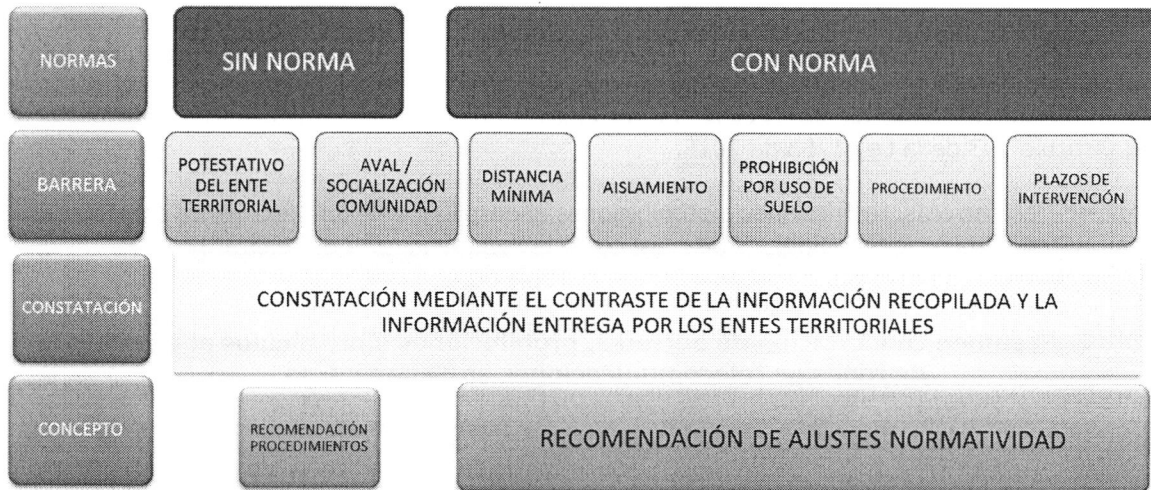 NORMAS
SIN NORMA
CON NORMA
BARRERA
POTESTATIVO
DEL ENTE
TERRITORIAL
AVAL /
SOCIALIZACIÓN
COMUNIDAD
DISTANCIA
MÍNIMA
AISLAMIENTO
PROHIBICIÓN
POR USO DE
SUELO
PROCEDIMIENTO
PLAZOS DE
INTERVENCIÓN
CONSTATACIÓN
CONSTATACIÓN MEDIANTE EL CONTRASTE DE LA INFORMACIÓN RECOPILADA Y LA
INFORMACIÓN ENTREGA POR LOS ENTES TERRITORIALES
CONCEPTO
RECOMENDACIÓN
PROCEDIMIENTOS
RECOMENDACIÓN DE AJUSTES NORMATIVIDAD